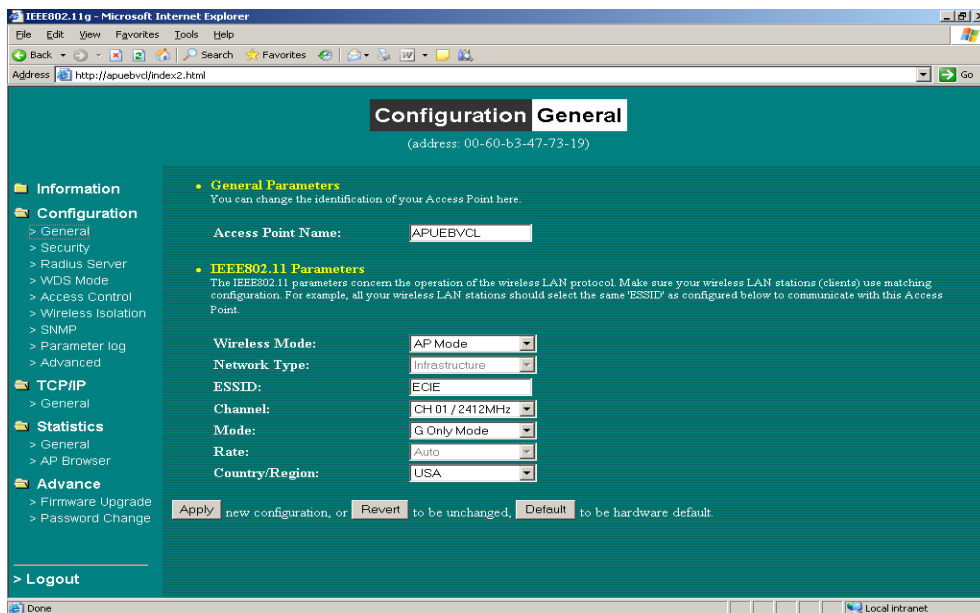 IEEE802.11g - Microsoft Internet Explorer
File Edit View Favorites Tools Help
Back Search Favorites
Address http://apuebvcl/index2.html Go
Configuration General
(address: 00-60-b3-47-73-19)
Information
Configuration
> General
> Security
> Radius Server
> WDS Mode
> Access Control
> Wireless Isolation
> SNMP
> Parameter log
> Advanced
TCP/IP
> General
Statistics
> General
> AP Browser
Advance
> Firmware Upgrade
> Password Change
> Logout
• General Parameters
You can change the identification of your Access Point here.
Access Point Name: APUEBVCL
• IEEE802.11 Parameters
The IEEE802.11 parameters concern the operation of the wireless LAN protocol. Make sure your wireless LAN stations (clients) use matching
configuration. For example, all your wireless LAN stations should select the same 'ESSID' as configured below to communicate with this Access
Point.
Wireless Mode: AP Mode
Network Type: Infrastructure
ESSID: ECIE
Channel: CH 01 / 2412MHz
Mode: G Only Mode
Rate: Auto
Country/Region: USA
Apply new configuration, or Revert to be unchanged, Default to be hardware default.
Done Local intranet